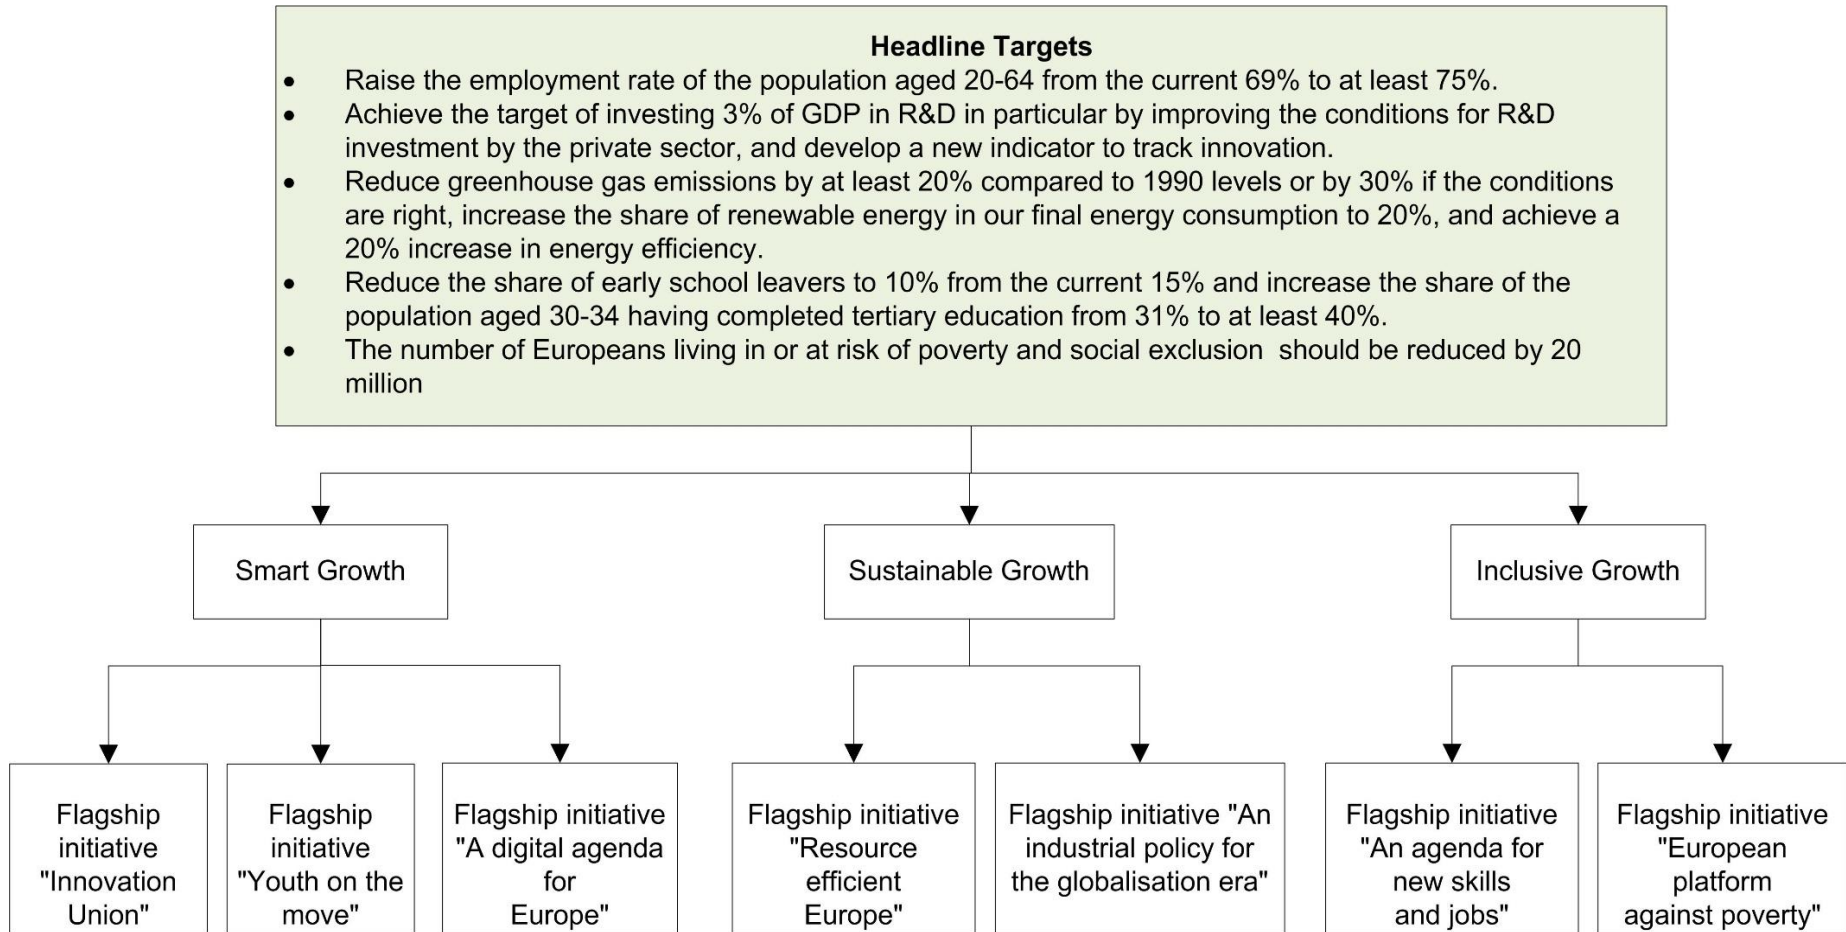 Headline Targets
• Raise the employment rate of the population aged 20-64 from the current 69% to at least 75%.
• Achieve the target of investing 3% of GDP in R&D in particular by improving the conditions for R&D
investment by the private sector, and develop a new indicator to track innovation.
• Reduce greenhouse gas emissions by at least 20% compared to 1990 levels or by 30% if the conditions
are right, increase the share of renewable energy in our final energy consumption to 20%, and achieve a
20% increase in energy efficiency.
• Reduce the share of early school leavers to 10% from the current 15% and increase the share of the
population aged 30-34 having completed tertiary education from 31% to at least 40%.
• The number of Europeans living in or at risk of poverty and social exclusion should be reduced by 20
million
Smart Growth
Sustainable Growth
Inclusive Growth
Flagship
initiative
"Innovation
Union"
Flagship
initiative
"Youth on the
move"
Flagship initiative
"A digital agenda
for
Europe"
Flagship initiative
"Resource
efficient
Europe"
Flagship initiative "An
industrial policy for
the globalisation era"
Flagship initiative
"An agenda for
new skills
and jobs"
Flagship initiative
"European
platform
against poverty"